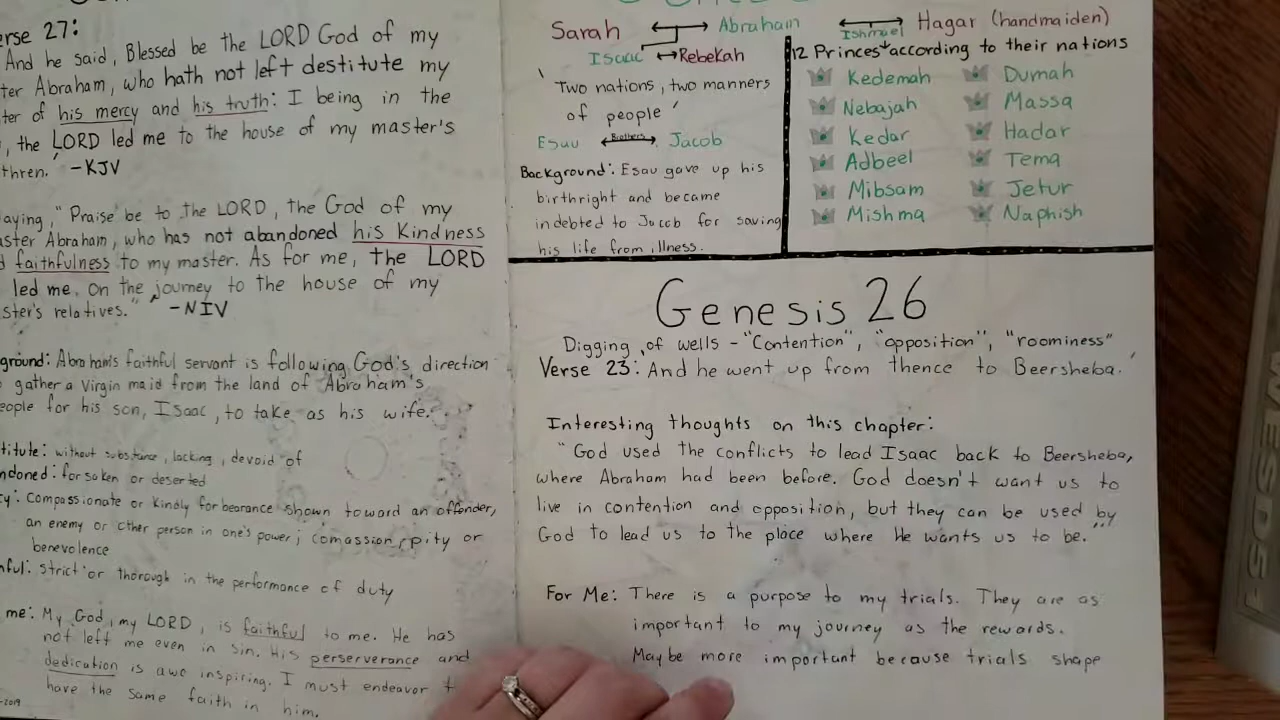 erse 27:
And he said, Blessed be the LORD God of my
ter Abraham, who hath not left destitute my
ter of his mercy and his truth: I being in the
, the LORD led me to the house of my master's
thren." -KJV
aying, "Praise be to the LORD, the God of my
aster Abraham, who has not abandoned his Kindness
d faithfulness to my master. As for me, the LORD
led me on the journey to the house of my
ster's relatives." -NIV
ground: Abraham's faithful servant is following God's direction
gather a Virgin maid from the land of Abraham's
eople for his son, Isaac, to take as his wife.
titute: without substance, lacking, devoid of
ndoned: forsaken or deserted
cy: compassionate or kindly forbearance shown toward an offender,
an enemy or other person in one's power; comassion, pity or
benevolence
hful: strict or thorough in the performance of duty
me: My God, my LORD, is faithful to me. He has
not left me even in sin. His perserverance and
dedication is awe inspiring. I must endeavor t
have the same faith in him.
-2019
Sarah Abraham Hagar (handmaiden)
Ishmael
Isaac Rebekah
'Two nations, two manners
of people'
Esau Brothers Jacob
Background: Esau gave up his
birthright and became
indebted to Jacob for saving
his life from illness.
12 Princes according to their nations
Kedemah Dumah
Nebajah Massa
Kedar Hadar
Adbeel Tema
Mibsam Jetur
Mishma Naphish
Genesis 26
Digging of wells - "Contention", "opposition", "roominess"
Verse 23: And he went up from thence to Beersheba.
Interesting thoughts on this chapter:
"God used the conflicts to lead Isaac back to Beersheba,
where Abraham had been before. God doesn't want us to
live in contention and opposition, but they can be used by
God to lead us to the place where He wants us to be."
For Me: There is a purpose to my trials. They are as
important to my journey as the rewards.
Maybe more important because trials shape